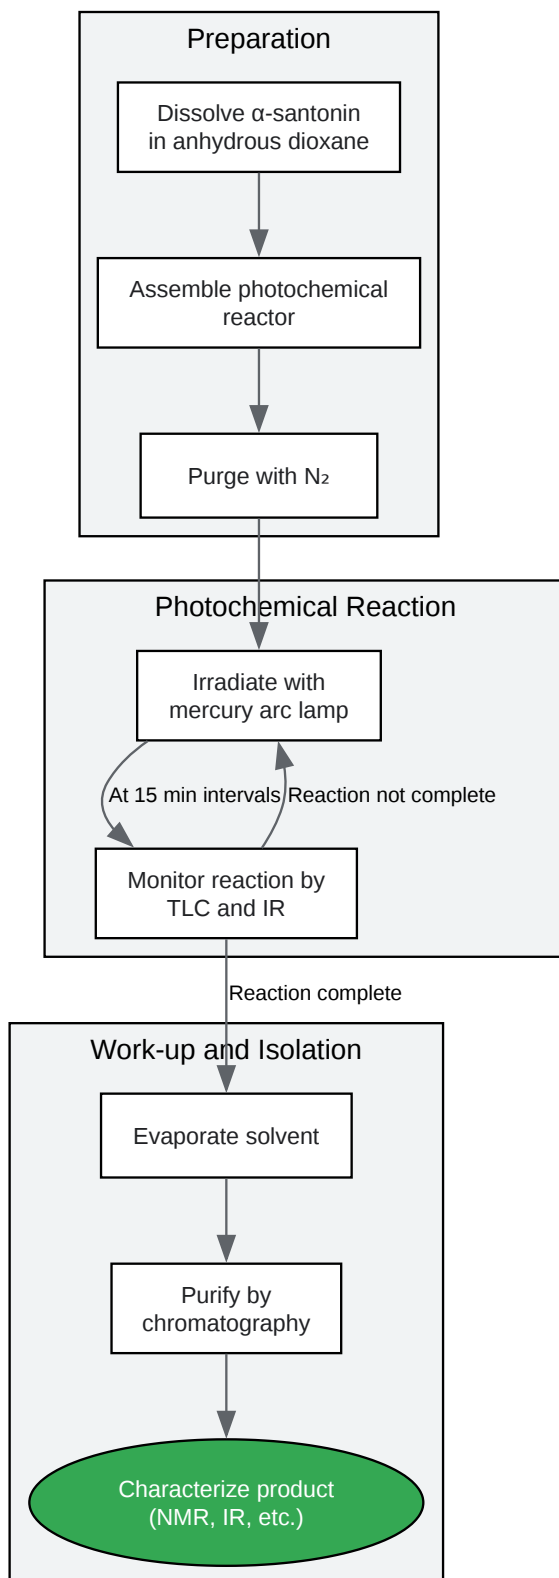 Preparation
Dissolve α-santonin
in anhydrous dioxane
Assemble photochemical
reactor
Purge with N₂
Photochemical Reaction
Irradiate with
mercury arc lamp
At 15 min intervals
Reaction not complete
Monitor reaction by
TLC and IR
Reaction complete
Work-up and Isolation
Evaporate solvent
Purify by
chromatography
Characterize product
(NMR, IR, etc.)